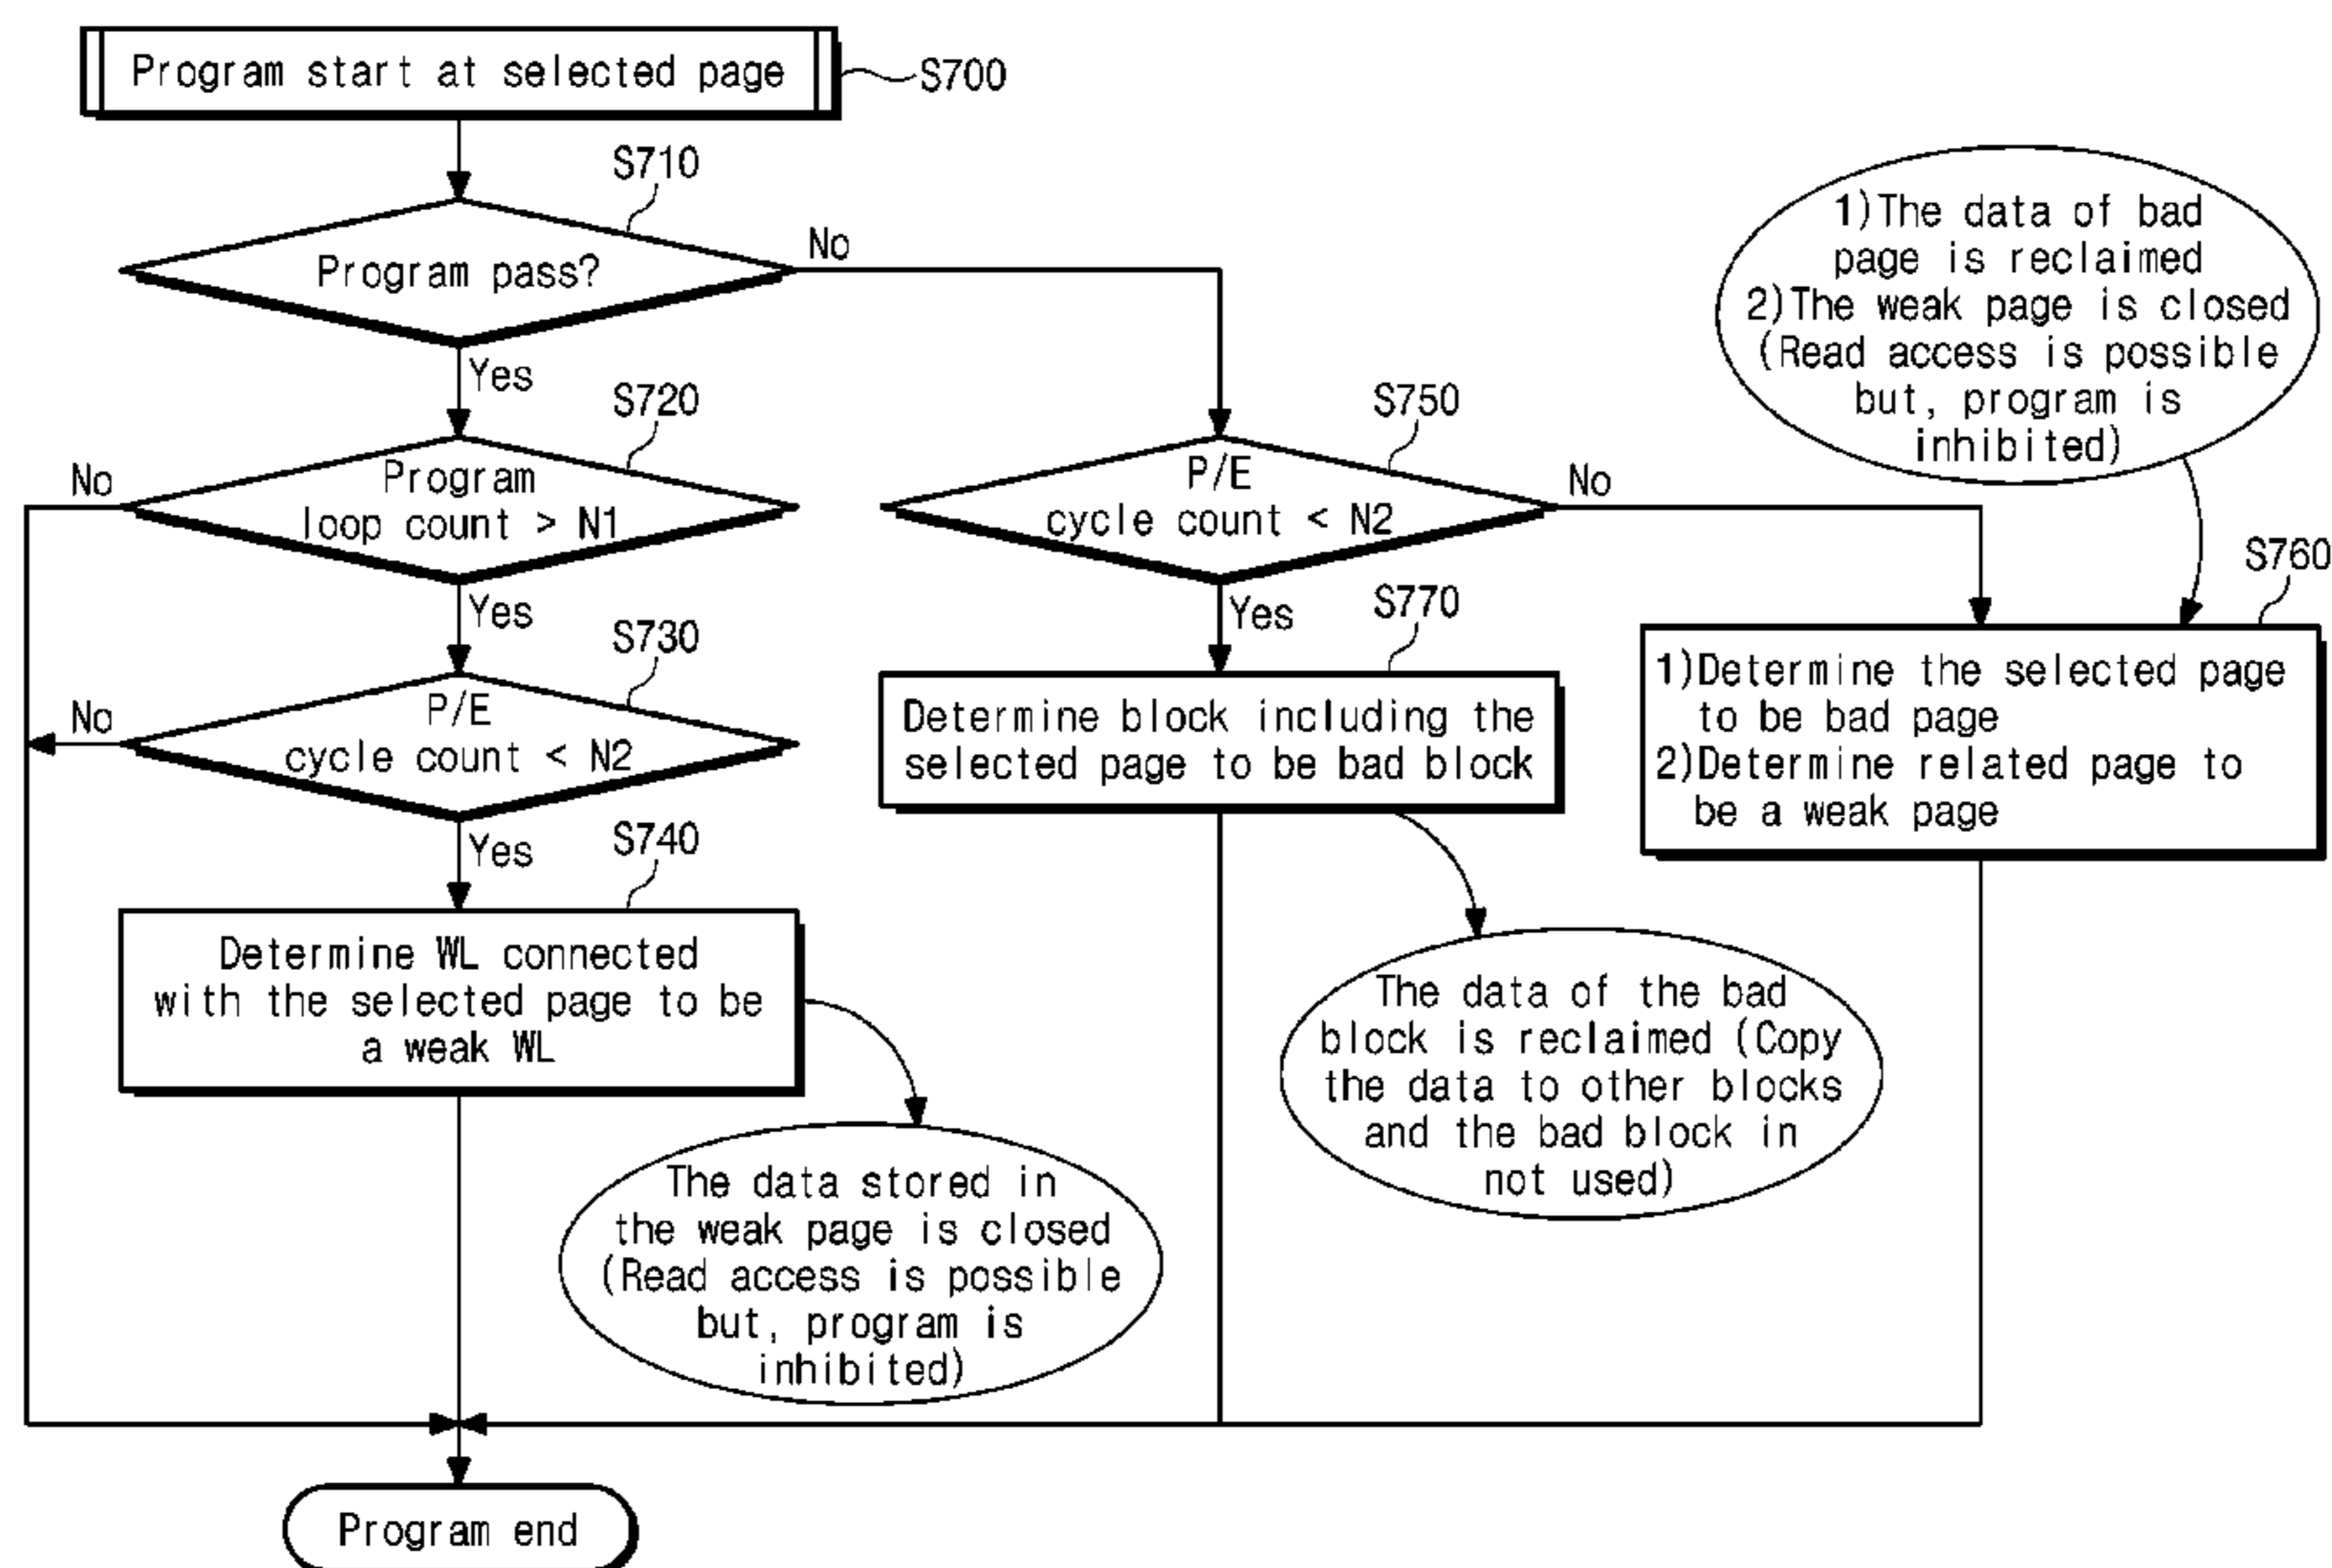 Program start at selected page
S700
S710
Program pass?
No
Yes
S720
Program
loop count > N1
No
Yes
S730
P/E
cycle count < N2
No
Yes
S740
Determine WL connected
with the selected page to be
a weak WL
The data stored in
the weak page is closed
(Read access is possible
but, program is
inhibited)
S750
P/E
cycle count < N2
No
Yes
S770
Determine block including the
selected page to be bad block
The data of the bad
block is reclaimed (Copy
the data to other blocks
and the bad block in
not used)
1)The data of bad
page is reclaimed
2)The weak page is closed
(Read access is possible
but, program is
inhibited)
S760
1)Determine the selected page
to be bad page
2)Determine related page to
be a weak page
Program end